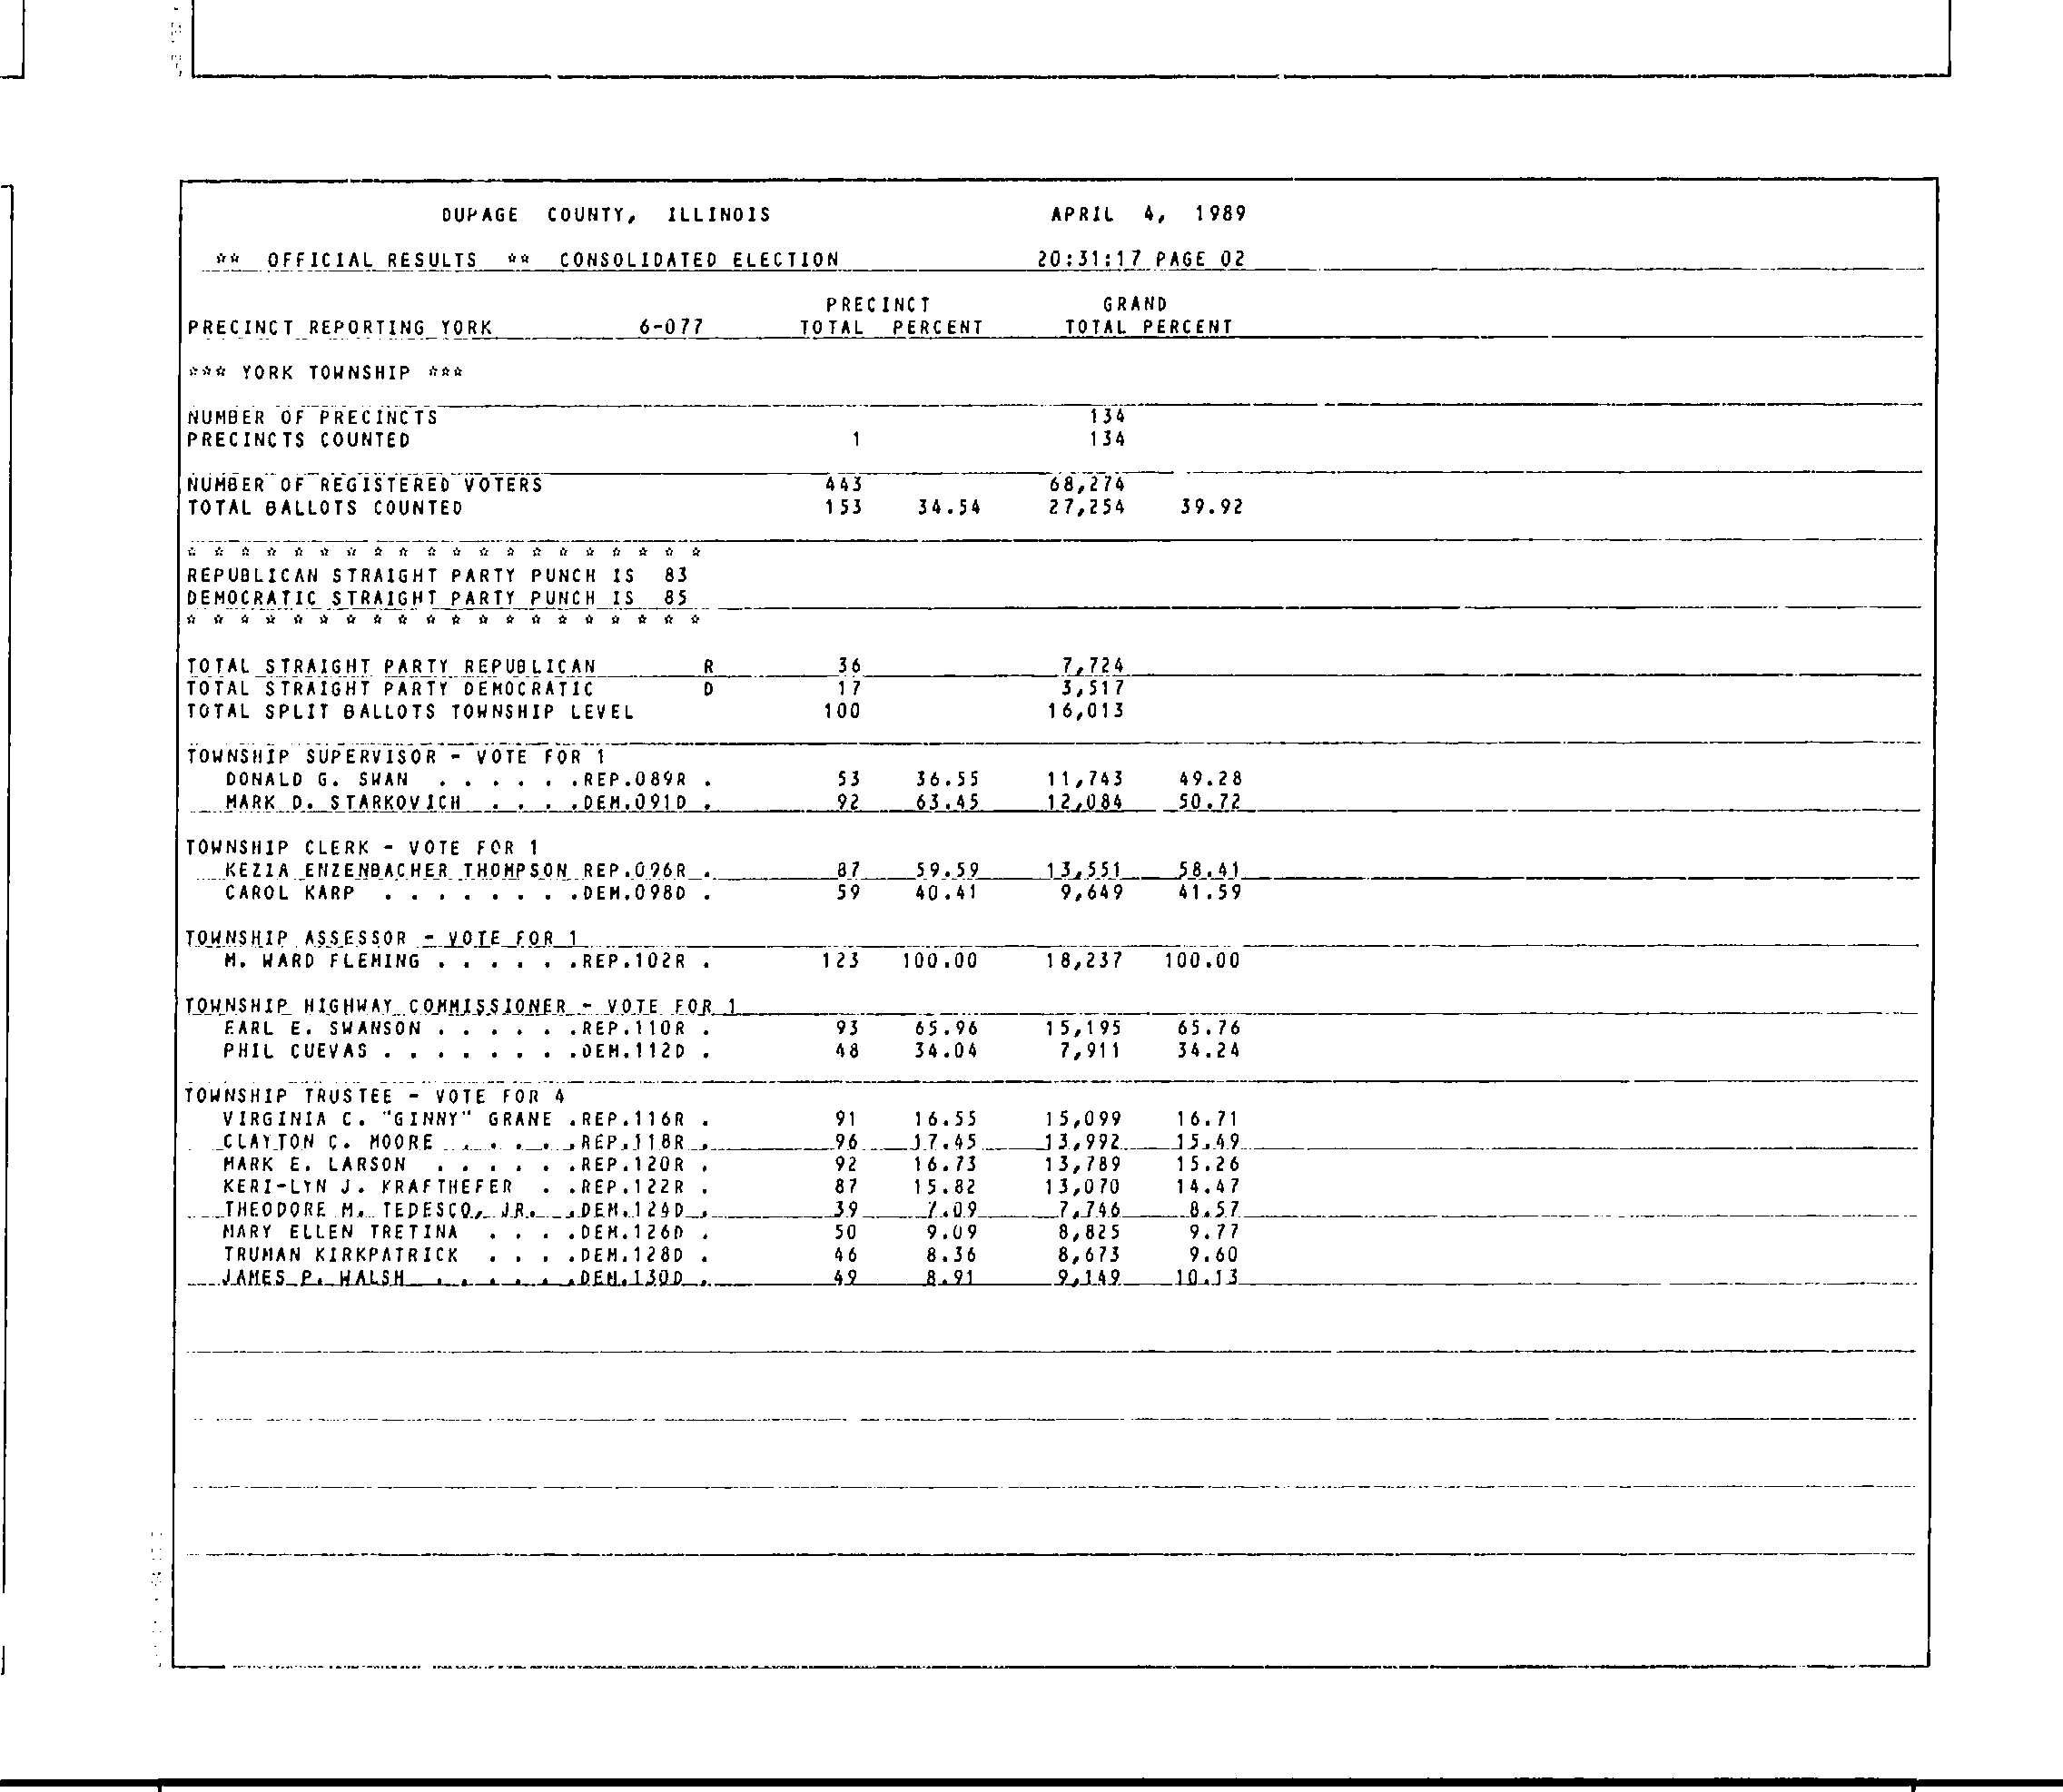 DUPAGE COUNTY, ILLINOIS APRIL 4, 1989
** OFFICIAL RESULTS ** CONSOLIDATED ELECTION 20:31:17 PAGE 02
PRECINCT GRAND
PRECINCT REPORTING YORK 6-077 TOTAL PERCENT TOTAL PERCENT
*** YORK TOWNSHIP ***
NUMBER OF PRECINCTS 134
PRECINCTS COUNTED 1 134
NUMBER OF REGISTERED VOTERS 443 68,274
TOTAL BALLOTS COUNTED 153 34.54 27,254 39.92
* * * * * * * * * * * * * * * * * * * *
REPUBLICAN STRAIGHT PARTY PUNCH IS 83
DEMOCRATIC STRAIGHT PARTY PUNCH IS 85
* * * * * * * * * * * * * * * * * * * *
TOTAL STRAIGHT PARTY REPUBLICAN R 36 7,724
TOTAL STRAIGHT PARTY DEMOCRATIC D 17 3,517
TOTAL SPLIT BALLOTS TOWNSHIP LEVEL 100 16,013
TOWNSHIP SUPERVISOR - VOTE FOR 1
DONALD G. SWAN . . . . . .REP.089R . 53 36.55 11,743 49.28
MARK D. STARKOVICH . . . .DEM.091D . 92 63.45 12,084 50.72
TOWNSHIP CLERK - VOTE FOR 1
KEZIA ENZENBACHER THOMPSON REP.096R . 87 59.59 13,551 58.41
CAROL KARP . . . . . . . .DEM.098D . 59 40.41 9,649 41.59
TOWNSHIP ASSESSOR - VOTE FOR 1
M. WARD FLEMING . . . . . .REP.102R . 123 100.00 18,237 100.00
TOWNSHIP HIGHWAY COMMISSIONER - VOTE FOR 1
EARL E. SWANSON . . . . . .REP.110R . 93 65.96 15,195 65.76
PHIL CUEVAS . . . . . . . .DEM.112D . 48 34.04 7,911 34.24
TOWNSHIP TRUSTEE - VOTE FOR 4
VIRGINIA C. "GINNY" GRANE .REP.116R . 91 16.55 15,099 16.71
CLAYTON C. MOORE . . . . .REP.118R . 96 17.45 13,992 15.49
MARK E. LARSON . . . . . .REP.120R . 92 16.73 13,789 15.26
KERI-LYN J. KRAFTHEFER . .REP.122R . 87 15.82 13,070 14.47
THEODORE M. TEDESCO, JR. .DEM.124D . 39 7.09 7,746 8.57
MARY ELLEN TRETINA . . . .DEM.126D . 50 9.09 8,825 9.77
TRUMAN KIRKPATRICK . . . .DEM.128D . 46 8.36 8,673 9.60
JAMES P. WALSH . . . . . .DEM.130D . 49 8.91 9,149 10.13